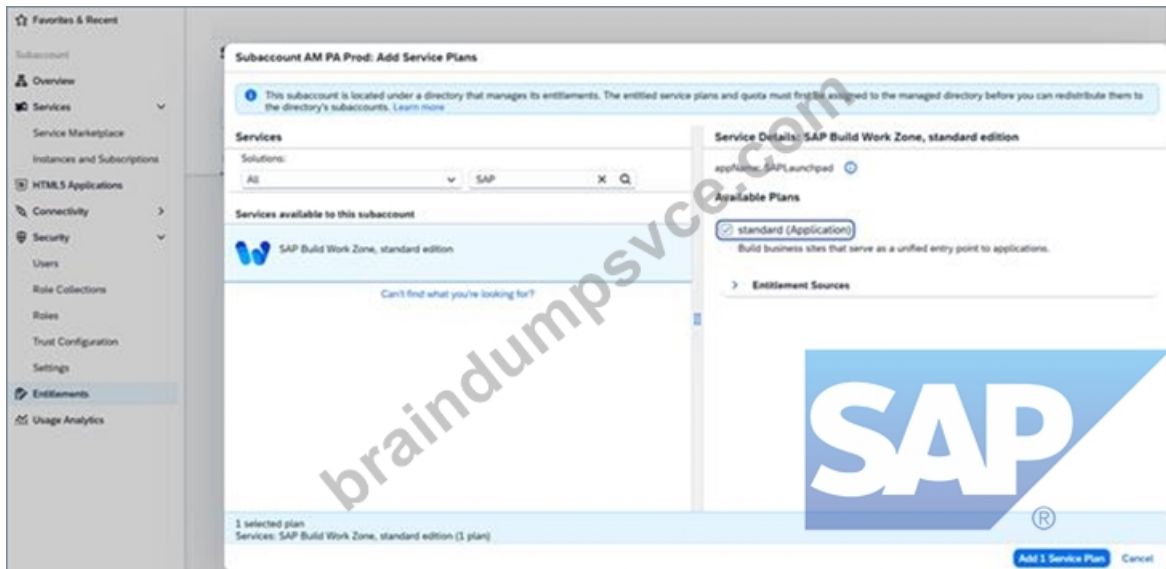 Favorites & Recent
Subaccount
Overview
Services
Service Marketplace
Instances and Subscriptions
HTML5 Applications
Connectivity
Security
Users
Role Collections
Roles
Trust Configuration
Settings
Entitlements
Usage Analytics
Subaccount AM PA Prod: Add Service Plans
This subaccount is located under a directory that manages its entitlements. The entitled service plans and quota must first be assigned to the managed directory before you can redistribute them to
the directory's subaccounts. Learn more
Services
Solutions:
All
SAP
Services available to this subaccount
SAP Build Work Zone, standard edition
Can't find what you're looking for?
Service Details: SAP Build Work Zone, standard edition
appName: SAPLaunchpad
Available Plans
standard (Application)
Build business sites that serve as a unified entry point to applications.
Entitlement Sources
1 selected plan
Services: SAP Build Work Zone, standard edition (1 plan)
Add 1 Service Plan Cancel
braindumpsvce.com
SAP
®